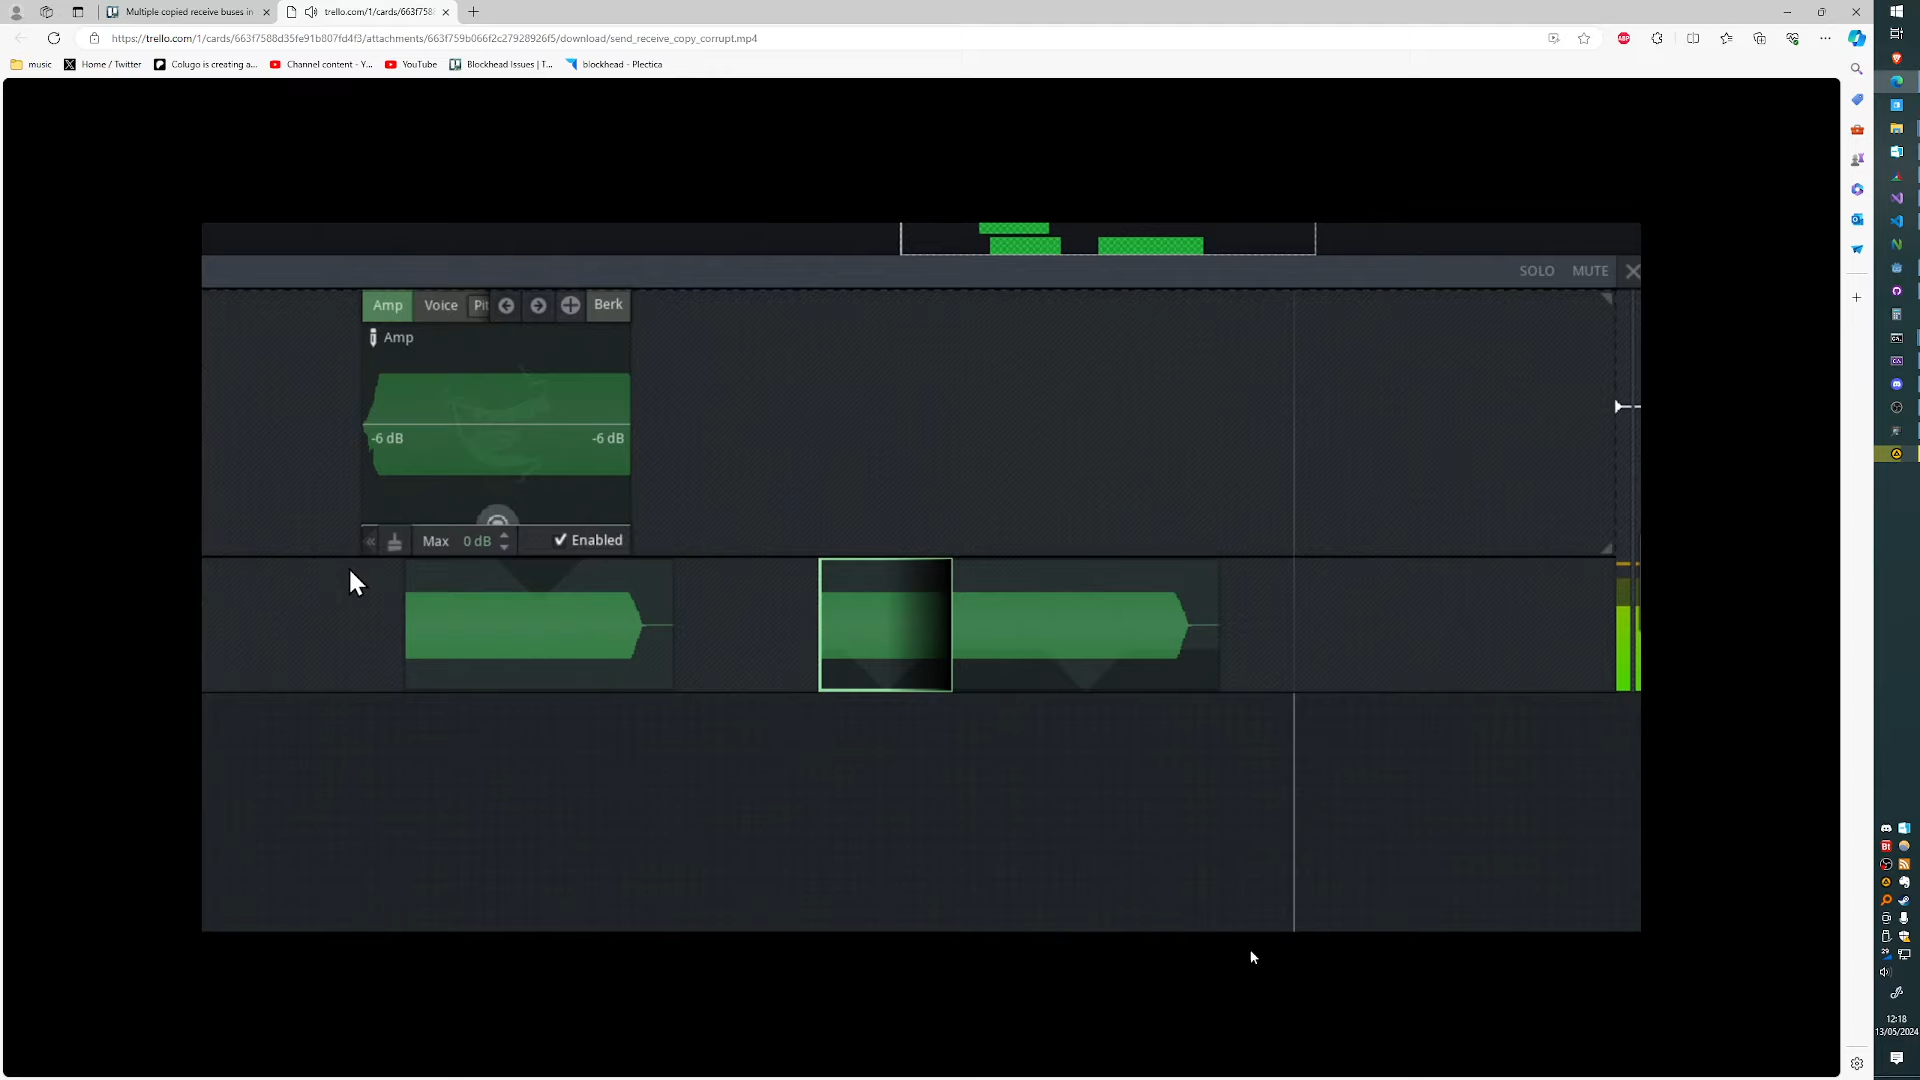 Multiple copied receive buses in
trello.com/1/cards/663f758
https://trello.com/1/cards/663f7588d35fe91b807fd4f3/attachments/663f759b066f2c27928926f5/download/send_receive_copy_corrupt.mp4
music
Home / Twitter
Colugo is creating a...
Channel content - Y...
YouTube
Blockhead Issues | T...
blockhead - Plectica
SOLO MUTE
Amp Voice Pit Berk
Amp
-6 dB -6 dB
Max 0 dB Enabled
12:18
13/05/2024